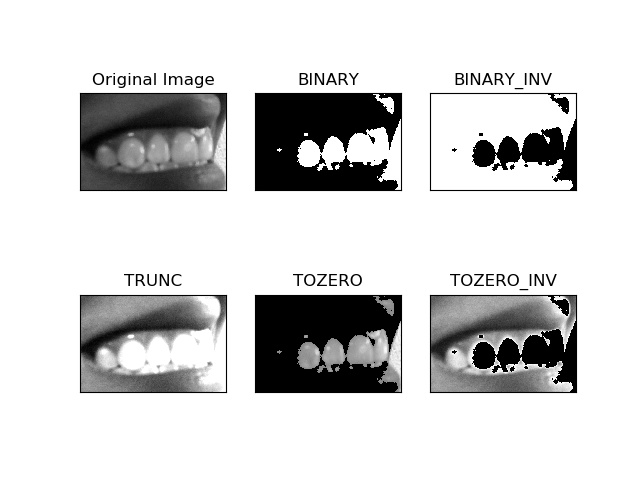 Original Image
BINARY
BINARY_INV
TRUNC
TOZERO
TOZERO_INV